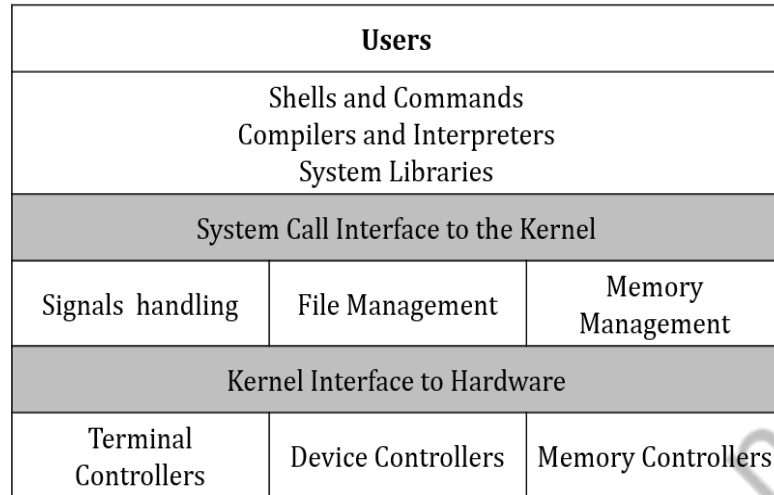 Users
Shells and Commands
Compilers and Interpreters
System Libraries
System Call Interface to the Kernel
Signals handling
File Management
Memory
Management
Kernel Interface to Hardware
Terminal
Controllers
Device Controllers
Memory Controllers